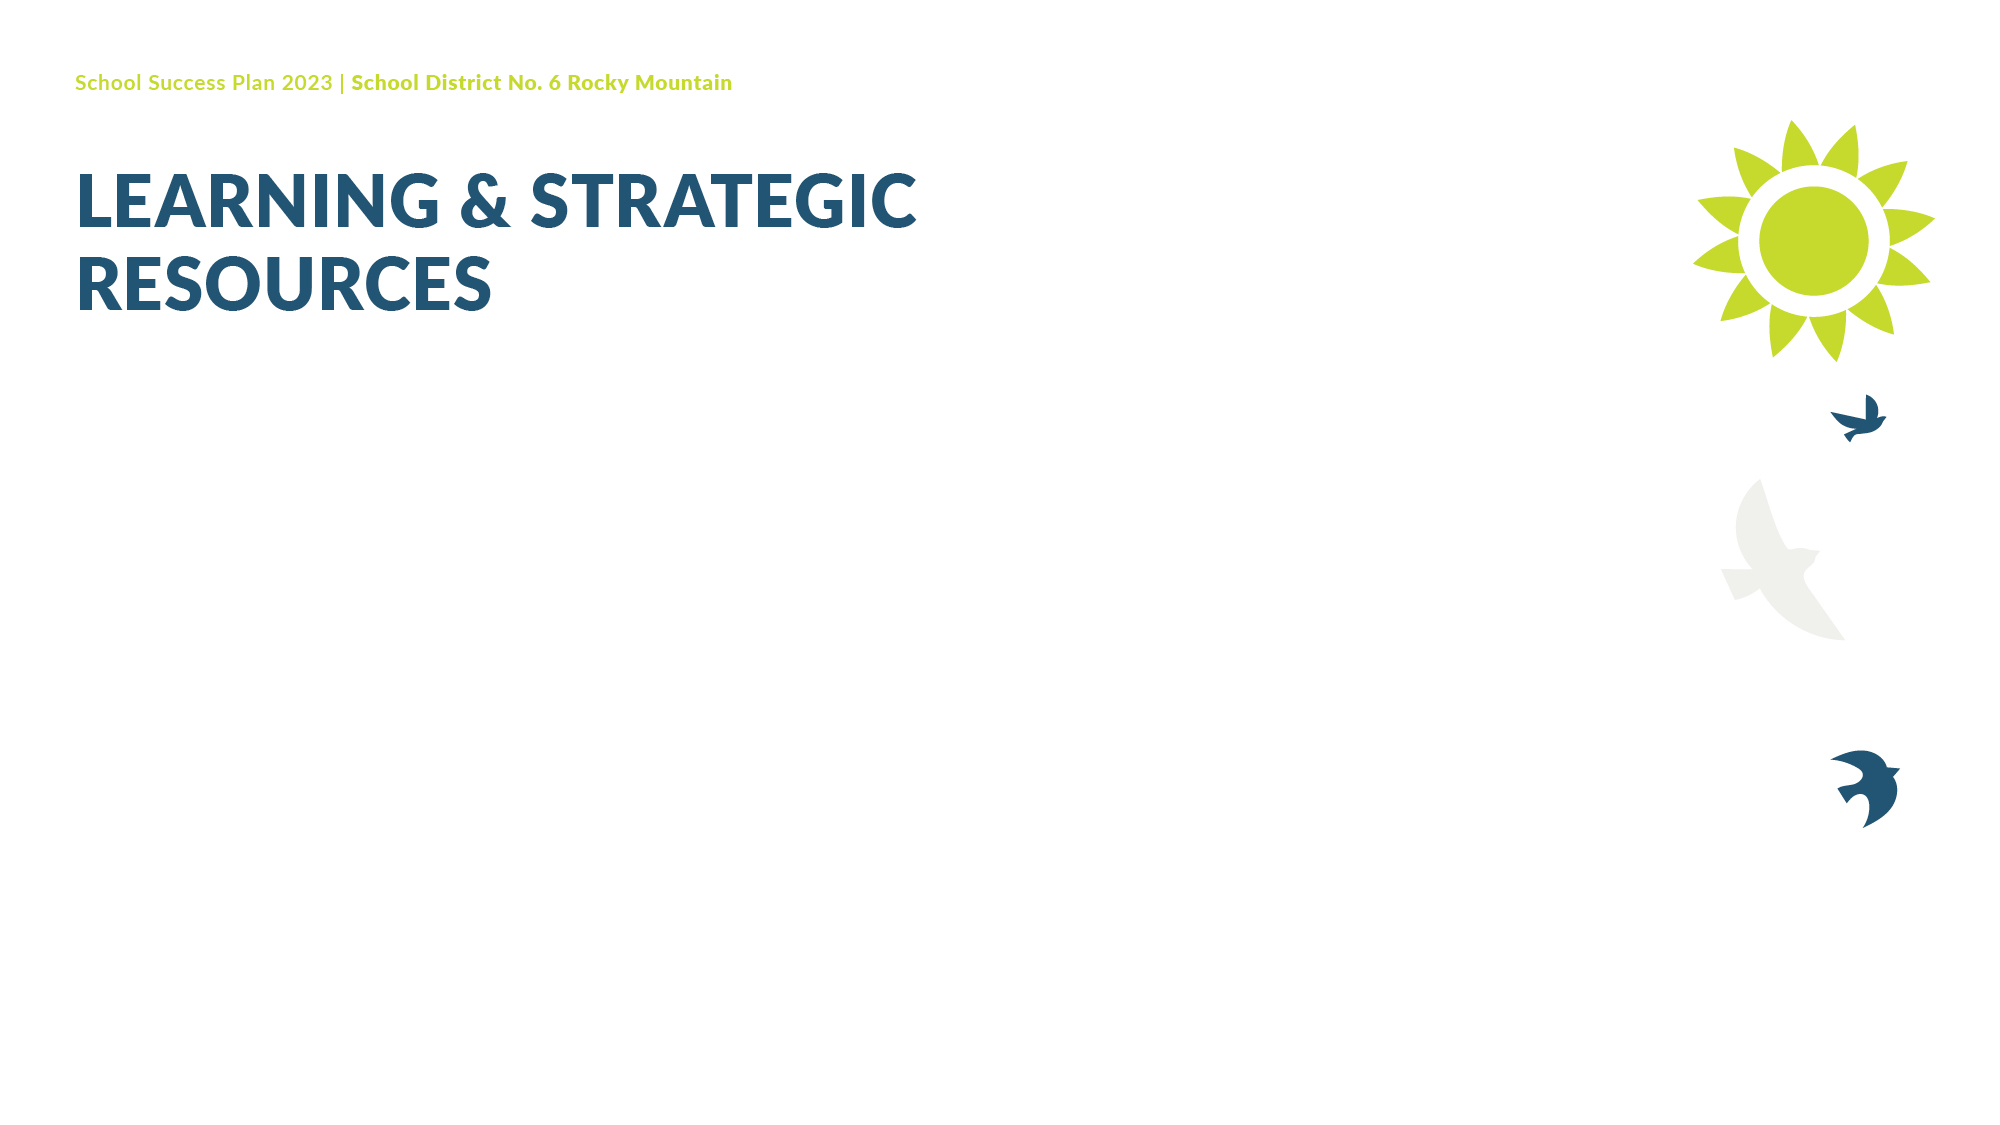 School Success Plan 2023 | School District No. 6 Rocky Mountain
LEARNING & STRATEGIC
RESOURCES